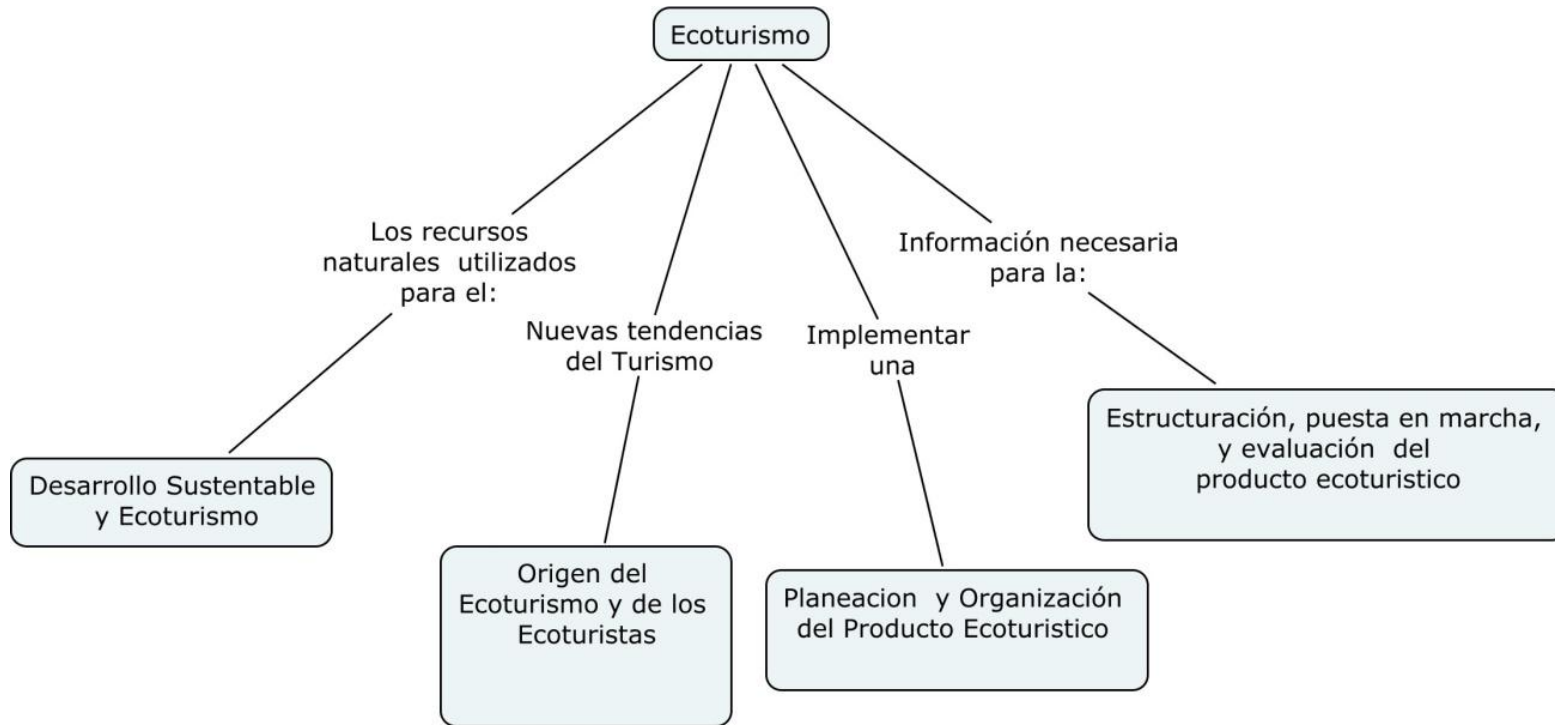 Ecoturismo
Los recursos
naturales  utilizados
para el:
Nuevas tendencias
del Turismo
Implementar
una
Información necesaria
para la:
Desarrollo Sustentable
y Ecoturismo
Origen del
Ecoturismo y de los
Ecoturistas
Planeacion  y Organización
del Producto Ecoturistico
Estructuración, puesta en marcha,
y evaluación  del
producto ecoturistico